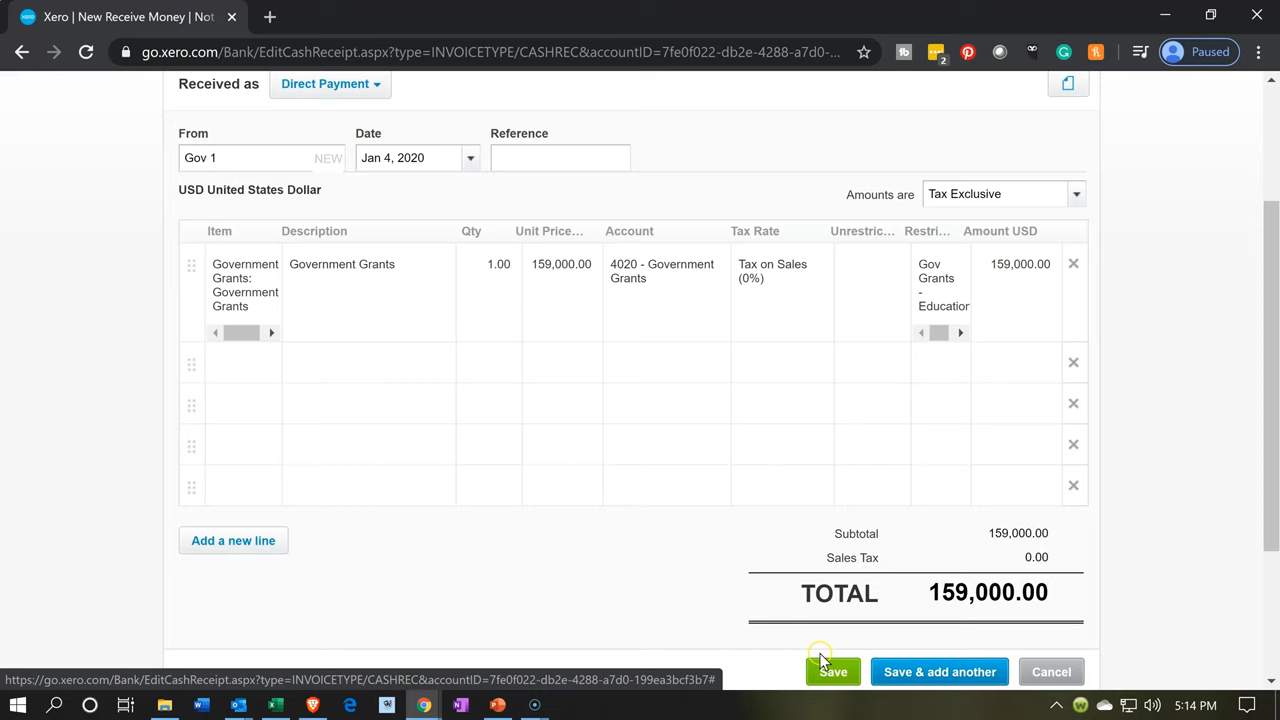 Xero | New Receive Money | Not
go.xero.com/Bank/EditCashReceipt.aspx?type=INVOICETYPE/CASHREC&accountID=7fe0f022-db2e-4288-a7d0-...
2
Paused
Received as
Direct Payment
From
Date
Reference
Gov 1
NEW
Jan 4, 2020
USD United States Dollar
Amounts are
Tax Exclusive
Item Description Qty Unit Price... Account Tax Rate Unrestric... Restri... Amount USD
Government Government Grants 1.00 159,000.00 4020 - Government Tax on Sales Gov 159,000.00
Grants: Grants (0%) Grants
Government -
Grants Education
Add a new line
Subtotal 159,000.00
Sales Tax 0.00
TOTAL 159,000.00
Save
Save & add another
Cancel
https://go.xero.com/Bank/EditCashReceipt.aspx?type=INVOICETYPE/CASHREC&accountID=7fe0f022-db2e-4288-a7d0-199ea3bcf3b7#
5:14 PM